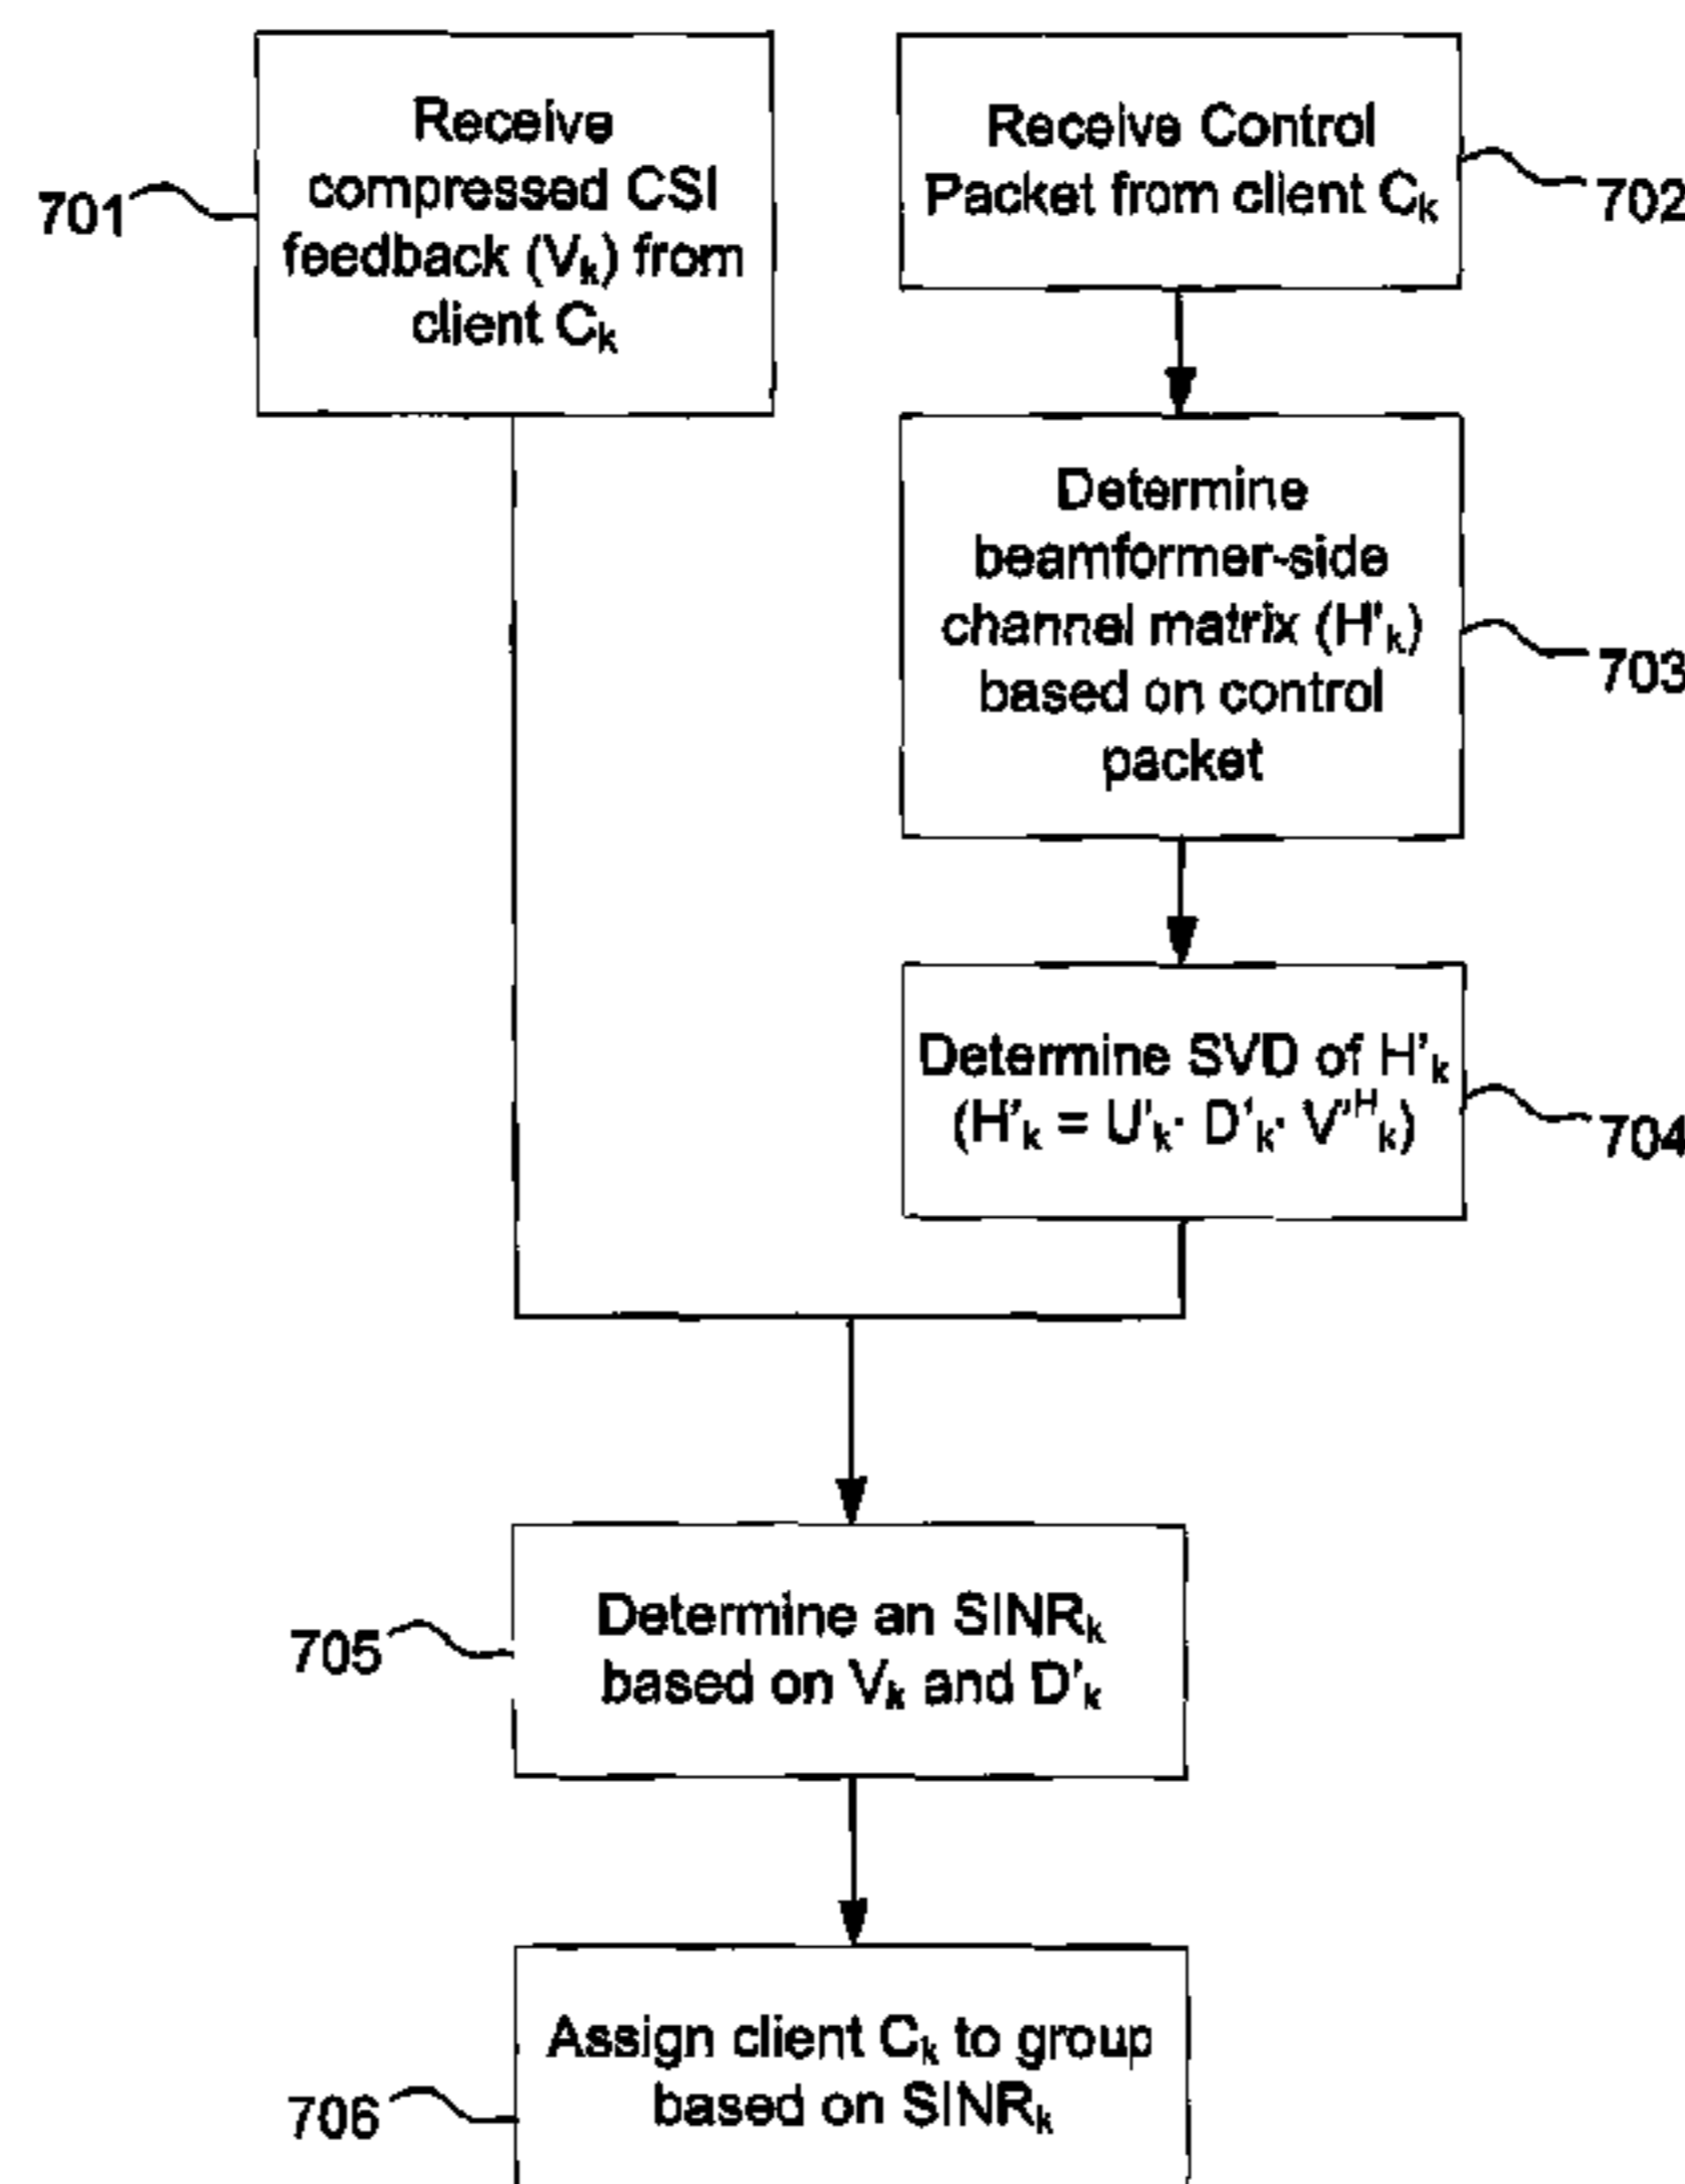 Receive
compressed CSI
feedback (Vₖ) from
client Cₖ
701
Receive Control
Packet from client Cₖ
702
Determine
beamformer-side
channel matrix (H'ₖ)
based on control
packet
703
Determine SVD of H'ₖ
(H'ₖ = U'ₖ· D'ₖ· V'ᴴₖ)
704
Determine an SINRₖ
based on Vₖ and D'ₖ
705
Assign client Cₖ to group
based on SINRₖ
706